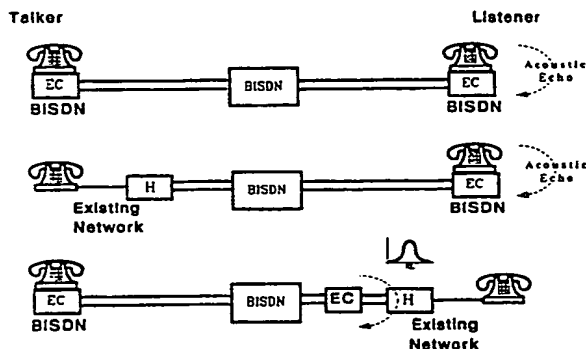 Talker Listener
EC BISDN EC Acoustic Echo
BISDN BISDN
H BISDN EC Acoustic Echo
Existing Network BISDN
EC BISDN EC H
BISDN Existing Network